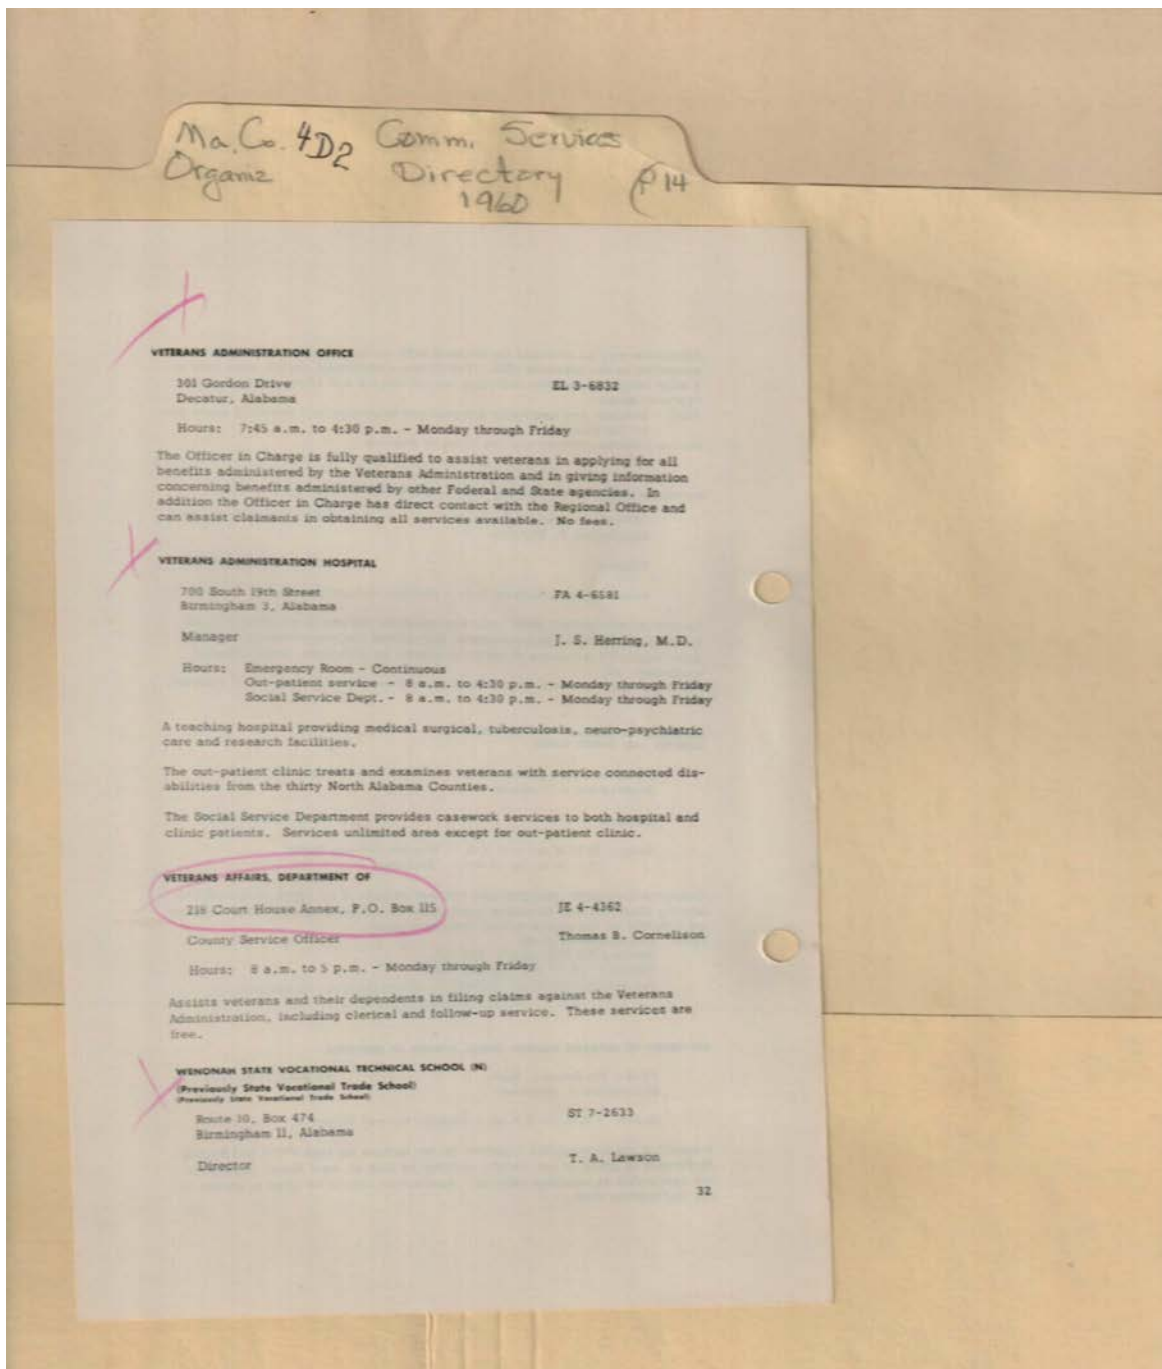 Ma. Co. 4D2 Comm. Services
Organiz Directory P 14
1960
VETERANS ADMINISTRATION OFFICE
301 Gordon Drive EL 3-6832
Decatur, Alabama
Hours: 7:45 a.m. to 4:30 p.m. - Monday through Friday
The Officer in Charge is fully qualified to assist veterans in applying for all
benefits administered by the Veterans Administration and in giving information
concerning benefits administered by other Federal and State agencies. In
addition the Officer in Charge has direct contact with the Regional Office and
can assist claimants in obtaining all services available. No fees.
VETERANS ADMINISTRATION HOSPITAL
700 South 19th Street FA 4-6581
Birmingham 3, Alabama
Manager J. S. Herring, M.D.
Hours: Emergency Room - Continuous
Out-patient service - 8 a.m. to 4:30 p.m. - Monday through Friday
Social Service Dept. - 8 a.m. to 4:30 p.m. - Monday through Friday
A teaching hospital providing medical surgical, tuberculosis, neuro-psychiatric
care and research facilities.
The out-patient clinic treats and examines veterans with service connected dis-
abilities from the thirty North Alabama Counties.
The Social Service Department provides casework services to both hospital and
clinic patients. Services unlimited area except for out-patient clinic.
VETERANS AFFAIRS, DEPARTMENT OF
218 Court House Annex, P.O. Box 115 JE 4-4362
County Service Officer Thomas B. Cornelison
Hours: 8 a.m. to 5 p.m. - Monday through Friday
Assists veterans and their dependents in filing claims against the Veterans
Administration, including clerical and follow-up service. These services are
free.
WENONAH STATE VOCATIONAL TECHNICAL SCHOOL (N)
(Previously State Vocational Trade School)
(Previously State Vocational Trade School)
Route 10, Box 474 ST 7-2633
Birmingham 11, Alabama
Director T. A. Lawson
32